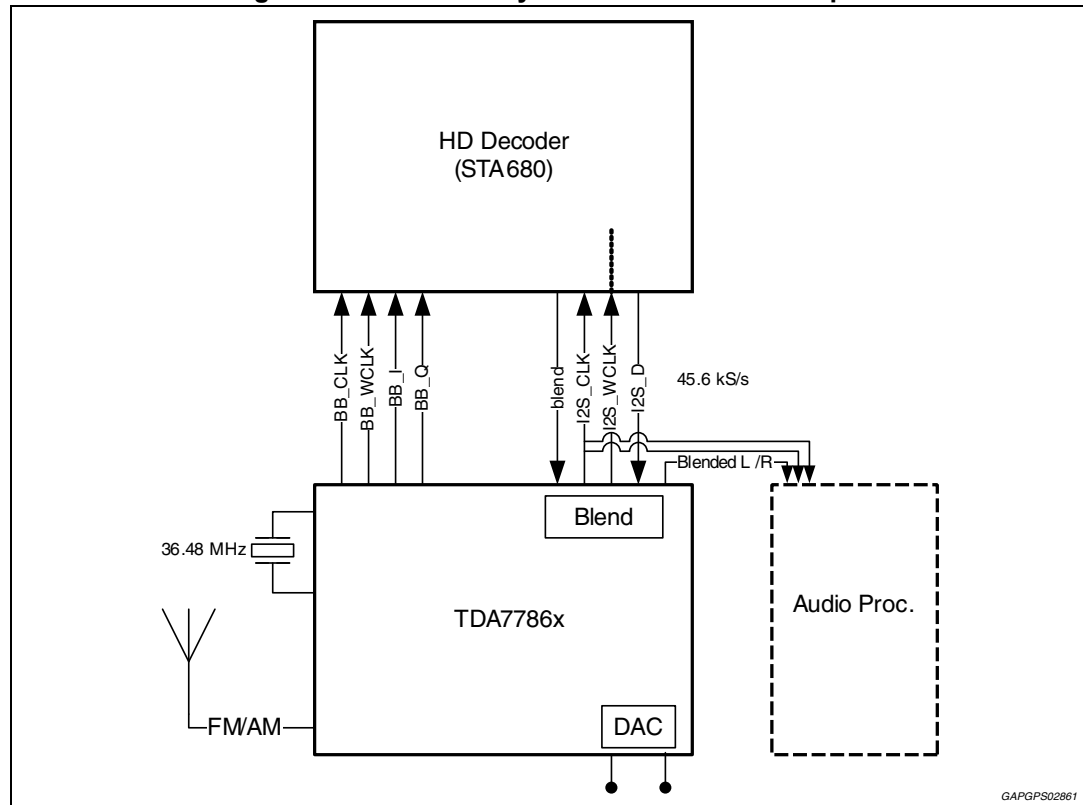 HD Decoder
(STA680)
BB_CLK
BB_WCLK
BB_I
BB_Q
blend
I2S_CLK
I2S_WCLK
I2S_D
45.6 kS/s
Blended L /R
Blend
36.48 MHz
TDA7786x
Audio Proc.
FM/AM
DAC
GAPGPS02861